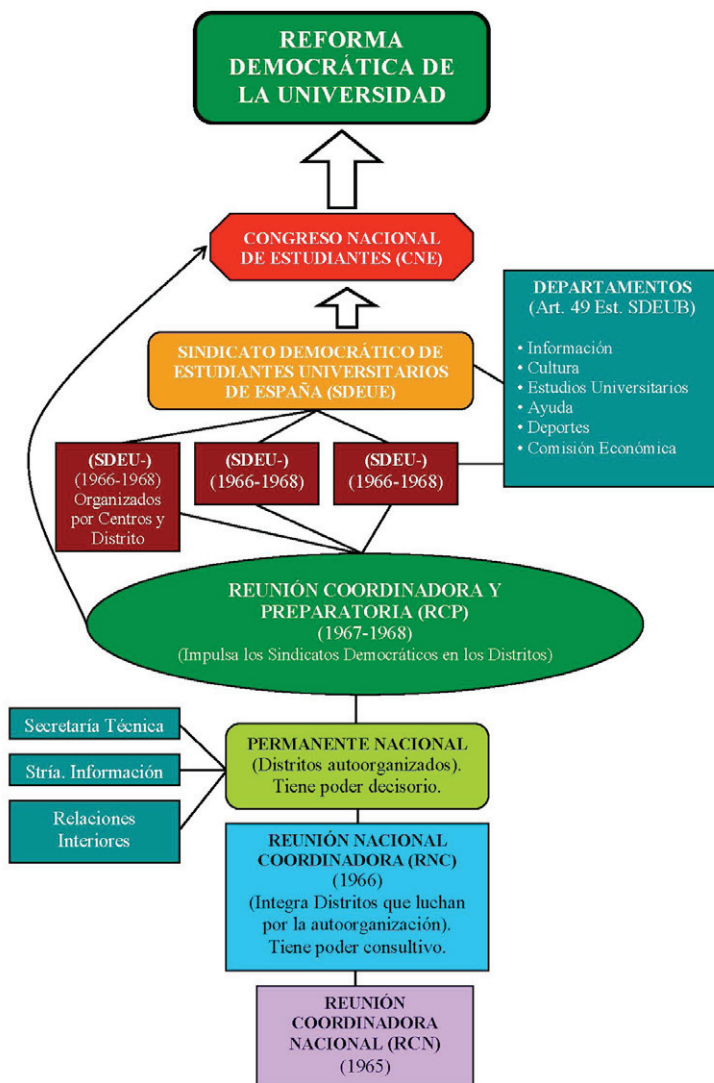 REFORMA
DEMOCRÁTICA DE
LA UNIVERSIDAD
CONGRESO NACIONAL
DE ESTUDIANTES (CNE)
DEPARTAMENTOS
(Art. 49 Est. SDEUB)
• Información
• Cultura
• Estudios Universitarios
• Ayuda
• Deportes
• Comisión Económica
SINDICATO DEMOCRÁTICO DE
ESTUDIANTES UNIVERSITARIOS
DE ESPAÑA (SDEUE)
(SDEU-)
(1966-1968)
Organizados
por Centros y
Distrito
(SDEU-)
(1966-1968)
(SDEU-)
(1966-1968)
REUNIÓN COORDINADORA Y
PREPARATORIA (RCP)
(1967-1968)
(Impulsa los Sindicatos Democráticos en los Distritos)
Secretaría Técnica
Stría. Información
Relaciones
Interiores
PERMANENTE NACIONAL
(Distritos autoorganizados).
Tiene poder decisorio.
REUNIÓN NACIONAL
COORDINADORA (RNC)
(1966)
(Integra Distritos que luchan
por la autoorganización).
Tiene poder consultivo.
REUNIÓN
COORDINADORA
NACIONAL (RCN)
(1965)